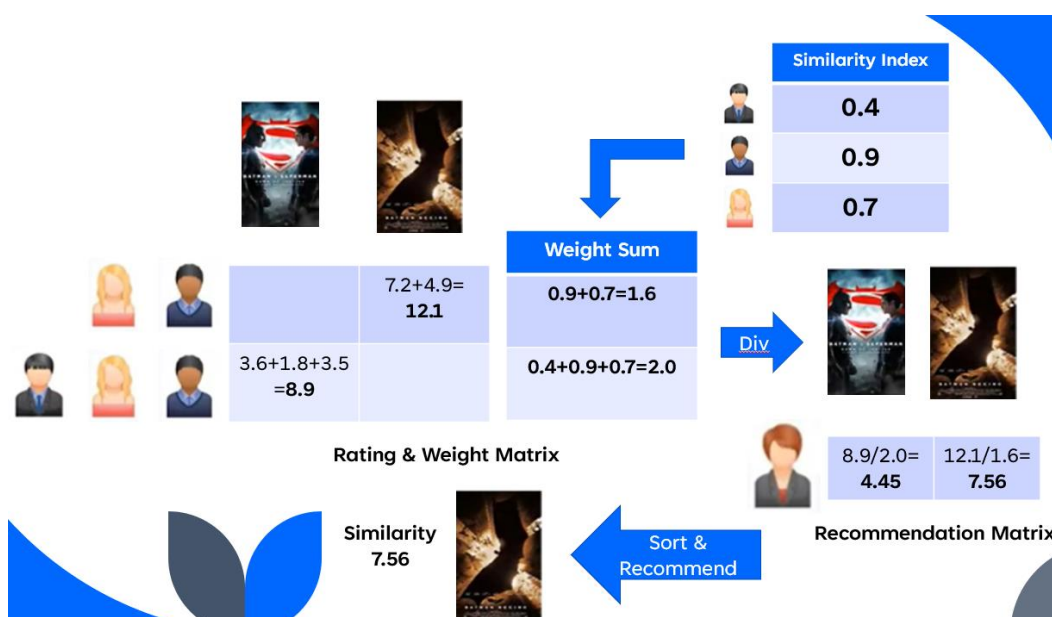 Similarity Index
0.4
0.9
0.7
BATMAN BEGINS
Weight Sum
7.2+4.9=
12.1
0.9+0.7=1.6
3.6+1.8+3.5
=8.9
0.4+0.9+0.7=2.0
Div
Rating & Weight Matrix
8.9/2.0=
4.45
12.1/1.6=
7.56
Recommendation Matrix
Similarity
7.56
Sort &
Recommend